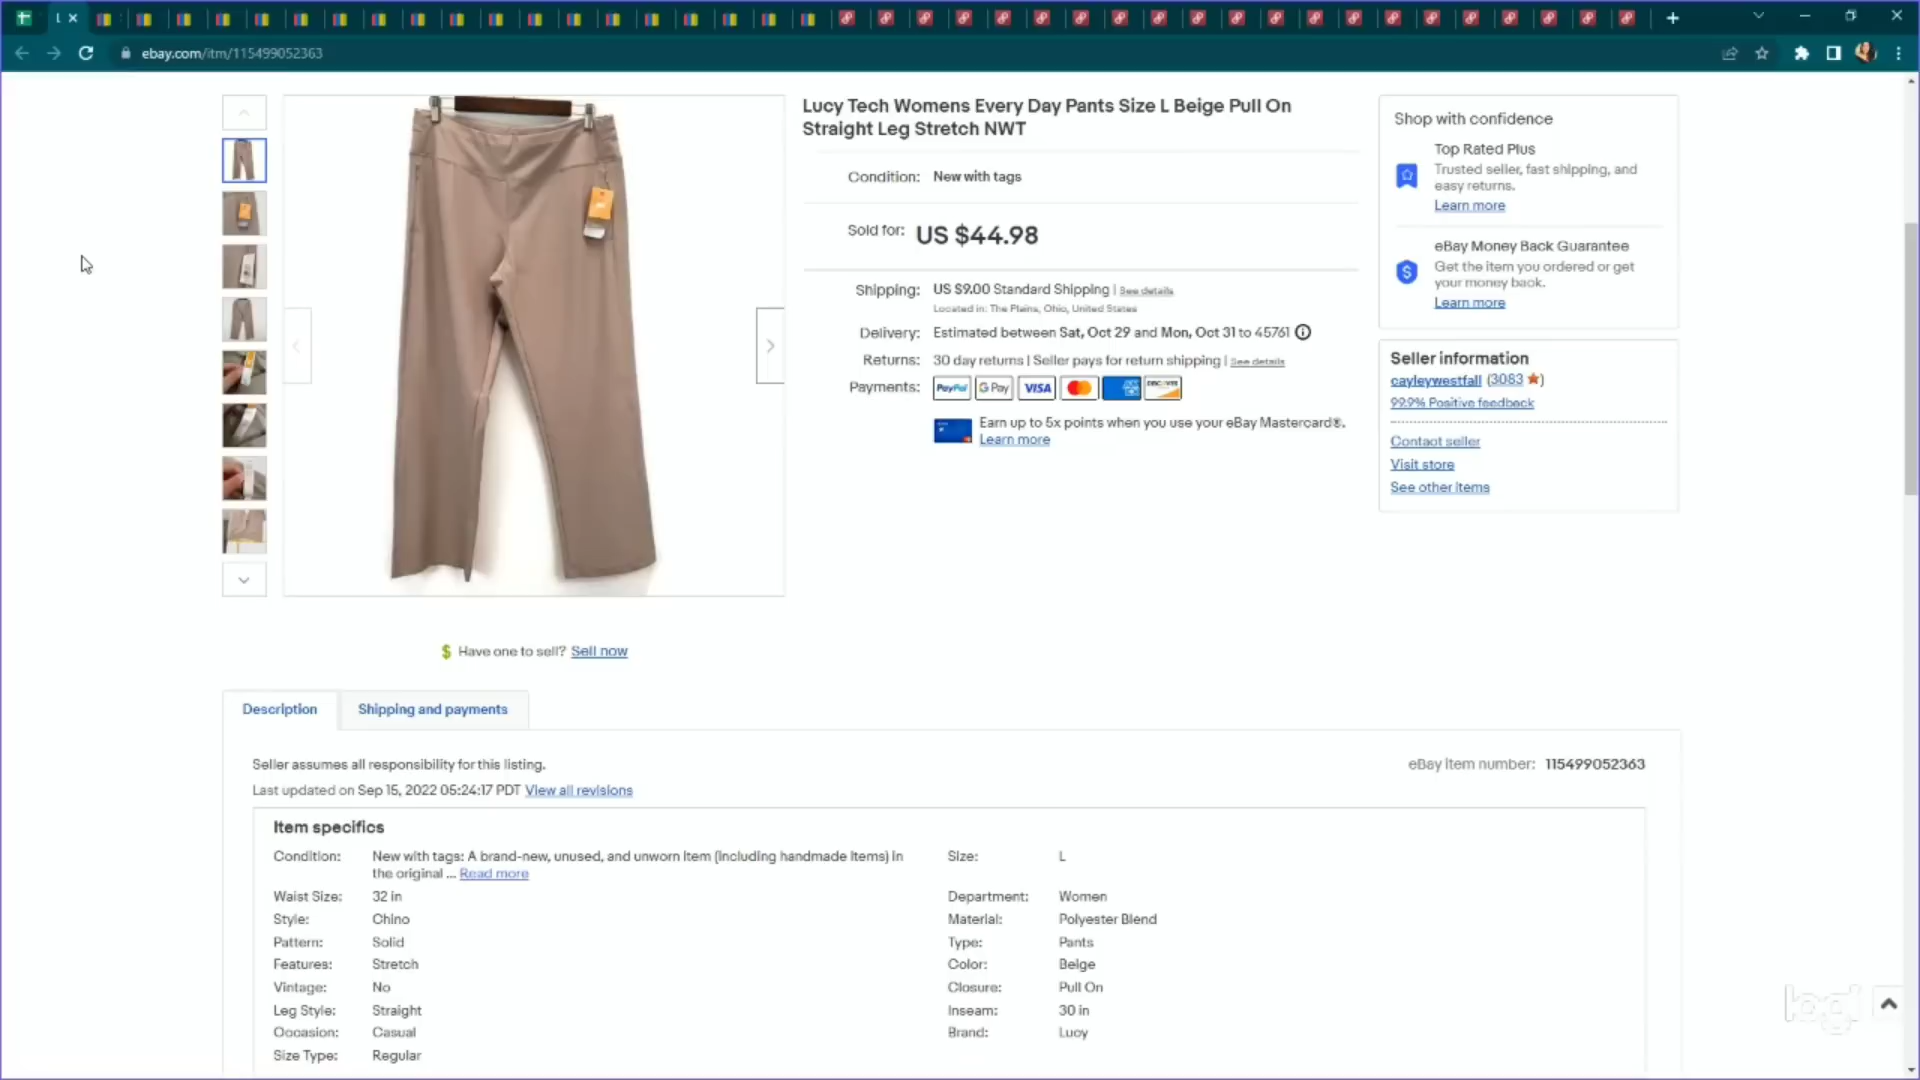 ebay.com/itm/115499052363
Lucy Tech Womens Every Day Pants Size L Beige Pull On
Straight Leg Stretch NWT
Condition: New with tags
Sold for: US $44.98
Shipping: US $9.00 Standard Shipping | See details
Located in: The Plains, Ohio, United States
Delivery: Estimated between Sat, Oct 29 and Mon, Oct 31 to 45761
Returns: 30 day returns | Seller pays for return shipping | See details
Payments: PayPal G Pay VISA DISCOVER
Earn up to 5x points when you use your eBay Mastercard®.
Learn more
Shop with confidence
Top Rated Plus
Trusted seller, fast shipping, and
easy returns.
Learn more
eBay Money Back Guarantee
Get the item you ordered or get
your money back.
Learn more
Seller information
cayleywestfall (3083)
99.9% Positive feedback
Contact seller
Visit store
See other items
$ Have one to sell? Sell now
Description Shipping and payments
Seller assumes all responsibility for this listing.
eBay item number: 115499052363
Last updated on Sep 15, 2022 05:24:17 PDT View all revisions
Item specifics
Condition: New with tags: A brand-new, unused, and unworn item (including handmade items) in
the original ... Read more
Size: L
Waist Size: 32 in
Department: Women
Style: Chino
Material: Polyester Blend
Pattern: Solid
Type: Pants
Features: Stretch
Color: Beige
Vintage: No
Closure: Pull On
Leg Style: Straight
Inseam: 30 in
Occasion: Casual
Brand: Lucy
Size Type: Regular